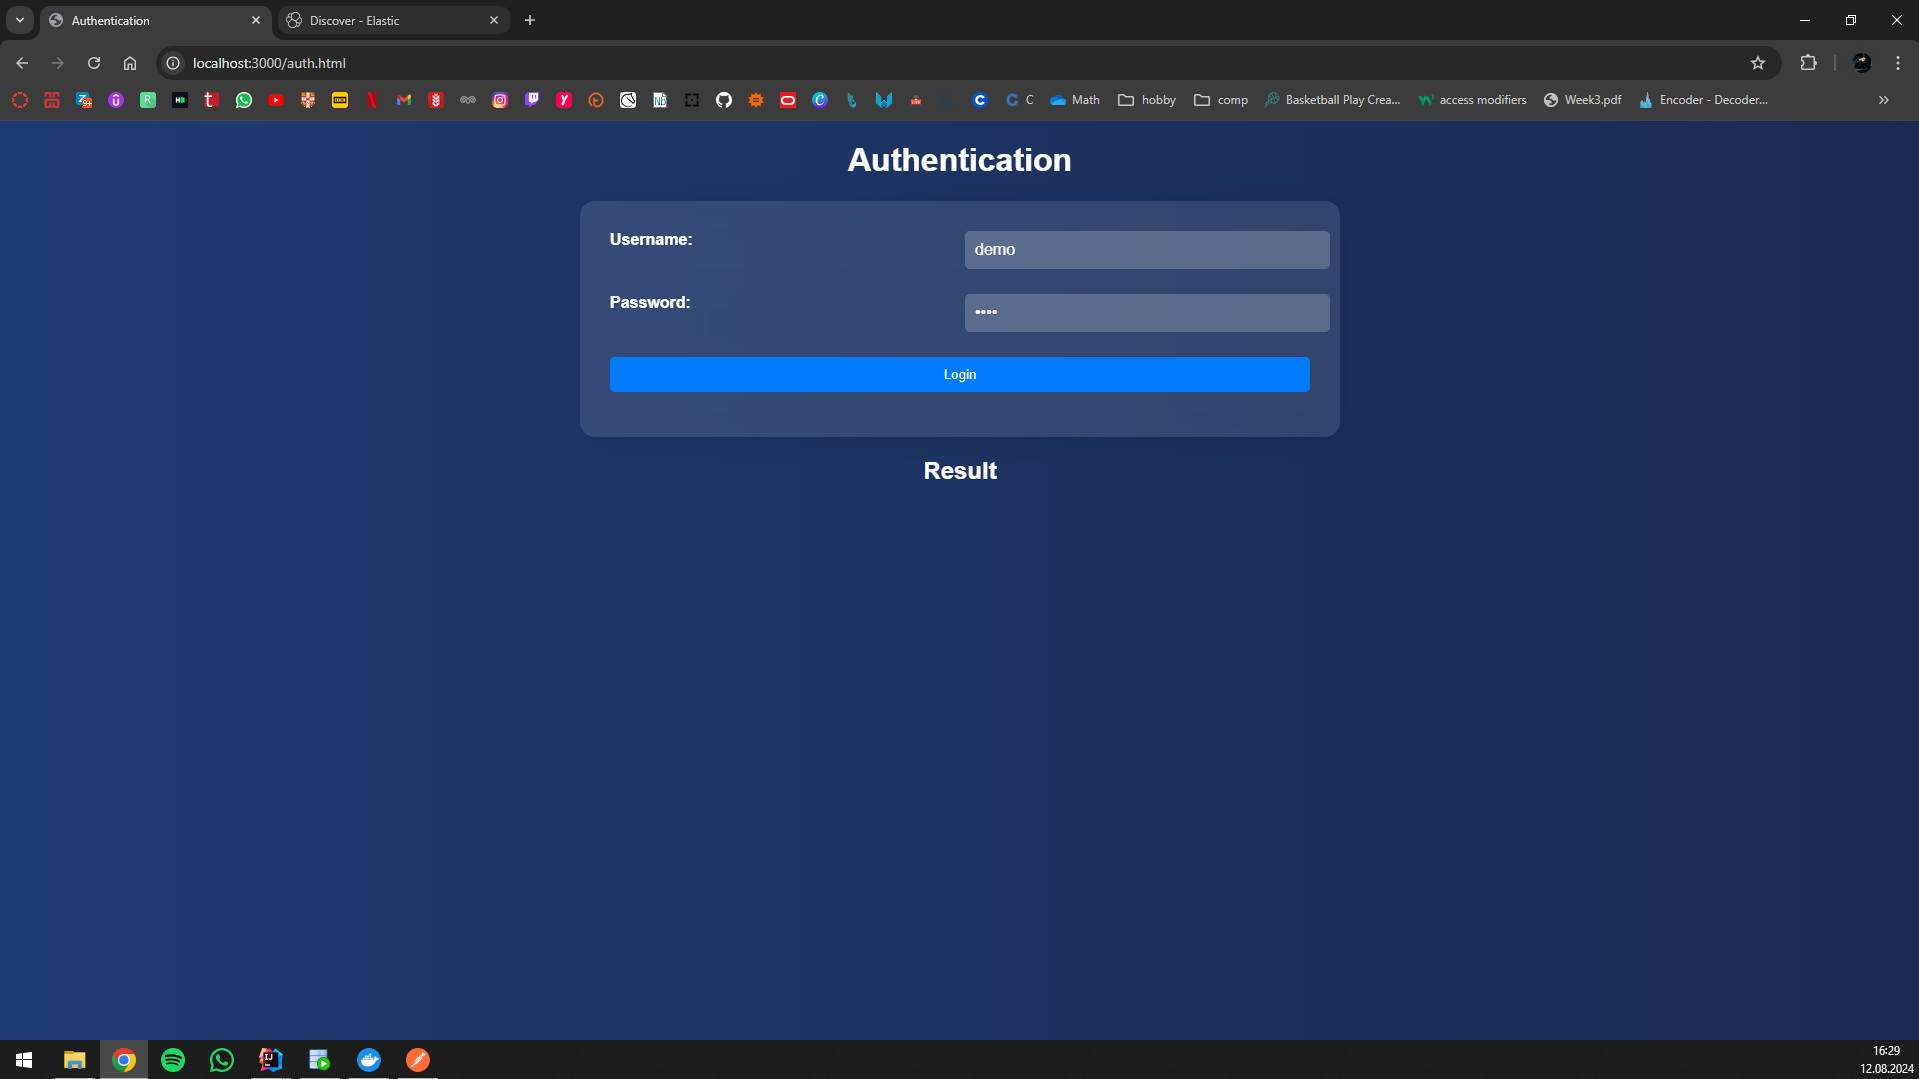 Authentication
Discover - Elastic
localhost:3000/auth.html
C
Math
hobby
comp
Basketball Play Crea...
access modifiers
Week3.pdf
Encoder - Decoder...
Authentication
Username:
demo
Password:
••••
Login
Result
16:29
12.08.2024